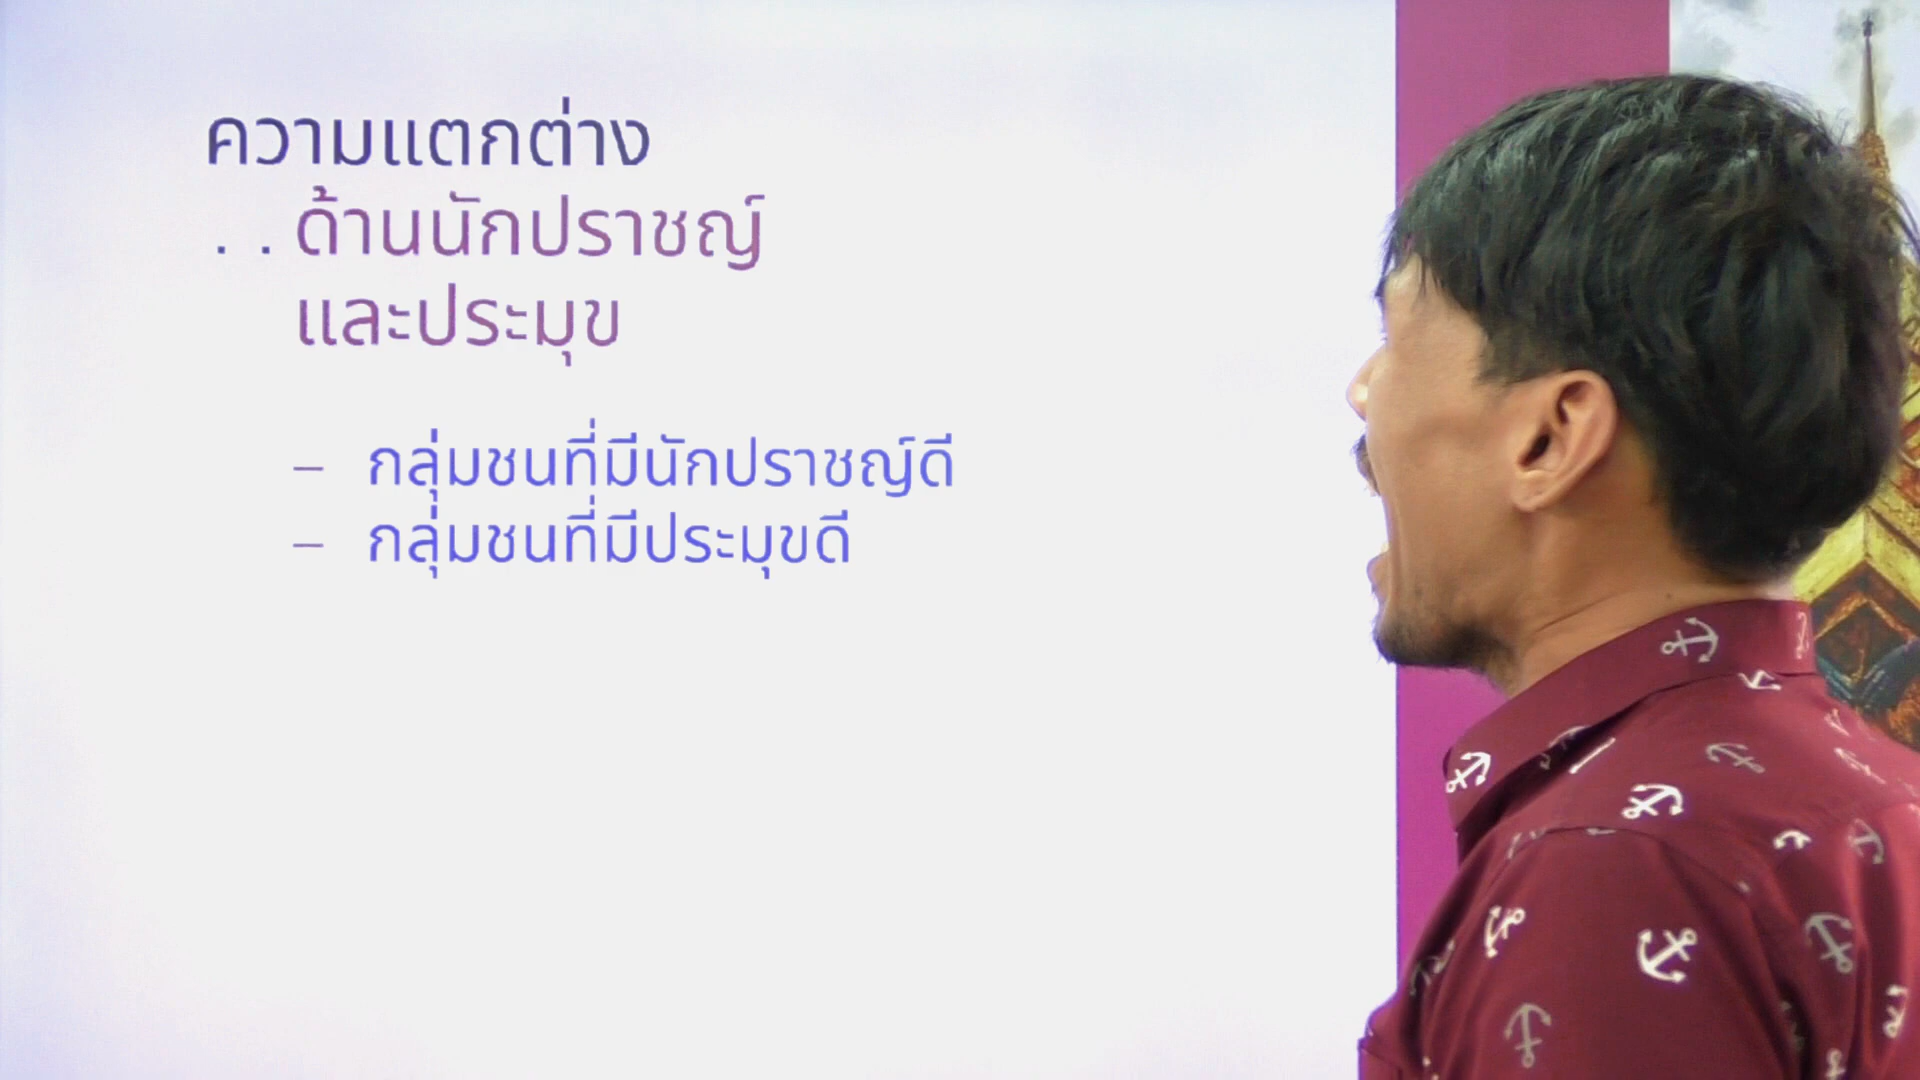 ความแตกต่าง
. . ด้านนักปราชญ์
และประมุข
– กลุ่มชนที่มีนักปราชญ์ดี
– กลุ่มชนที่มีประมุขดี